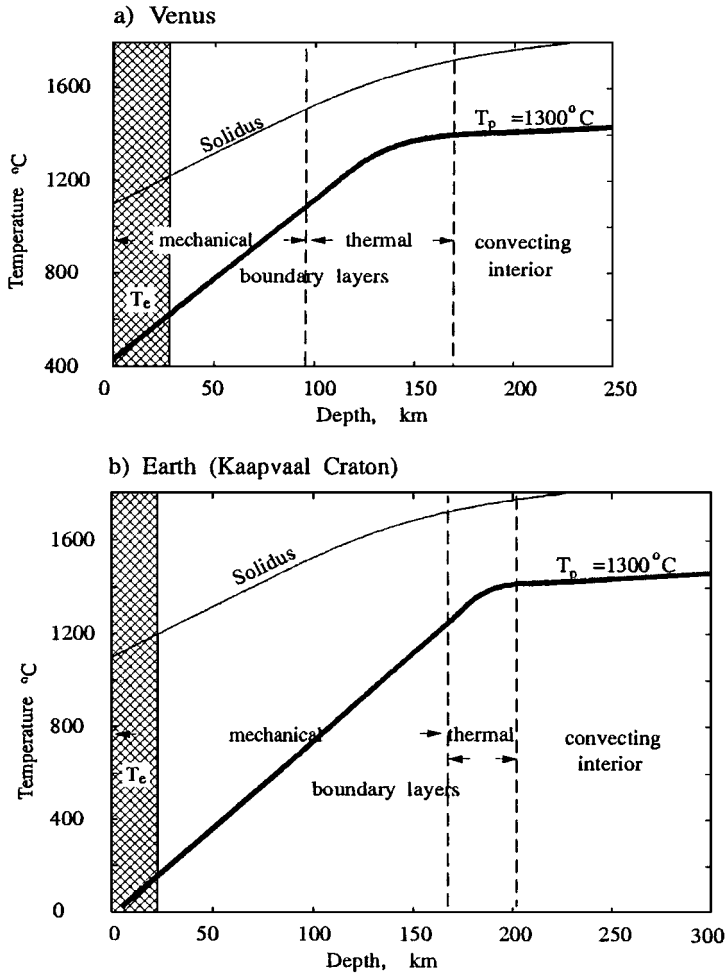 a) Venus
1600
1200
800
400
Temperature °C
Solidus
T_p =1300°C
mechanical
thermal
convecting
interior
boundary layers
T_e
0
50
100
150
200
250
Depth, km
b) Earth (Kaapvaal Craton)
1600
1200
800
400
0
Temperature °C
Solidus
T_p =1300°C
mechanical
thermal
convecting
interior
boundary layers
T_e
0
50
100
150
200
250
300
Depth, km